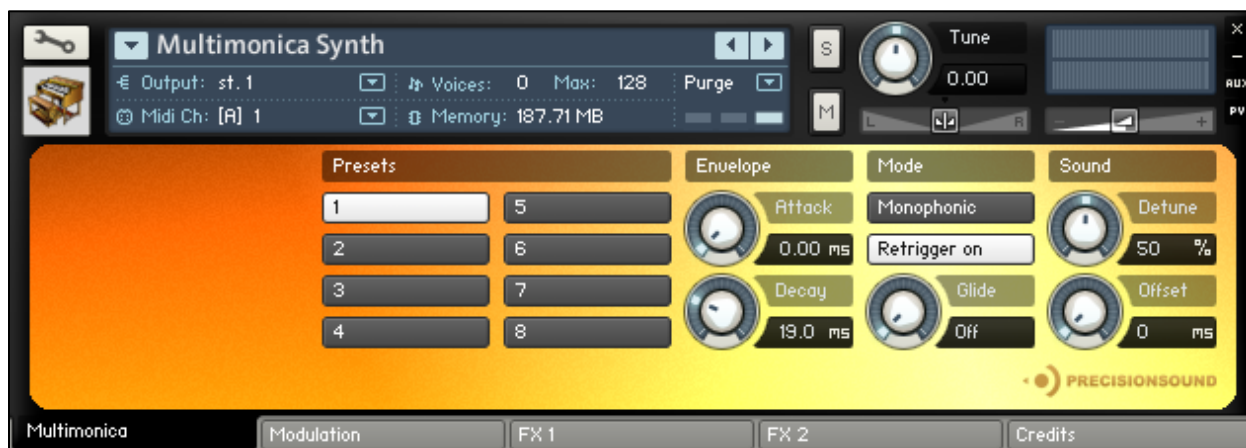 Multimonica Synth
Output: st. 1
Voices: 0 Max: 128
Purge
Midi Ch: [A] 1
Memory: 187.71 MB
S
M
Tune
0.00
L R
- +
×
–
AUX
PV
Presets
1 5
2 6
3 7
4 8
Envelope
Attack
0.00 ms
Decay
19.0 ms
Mode
Monophonic
Retrigger on
Glide
Off
Sound
Detune
50 %
Offset
0 ms
PRECISIONSOUND
Multimonica Modulation FX 1 FX 2 Credits